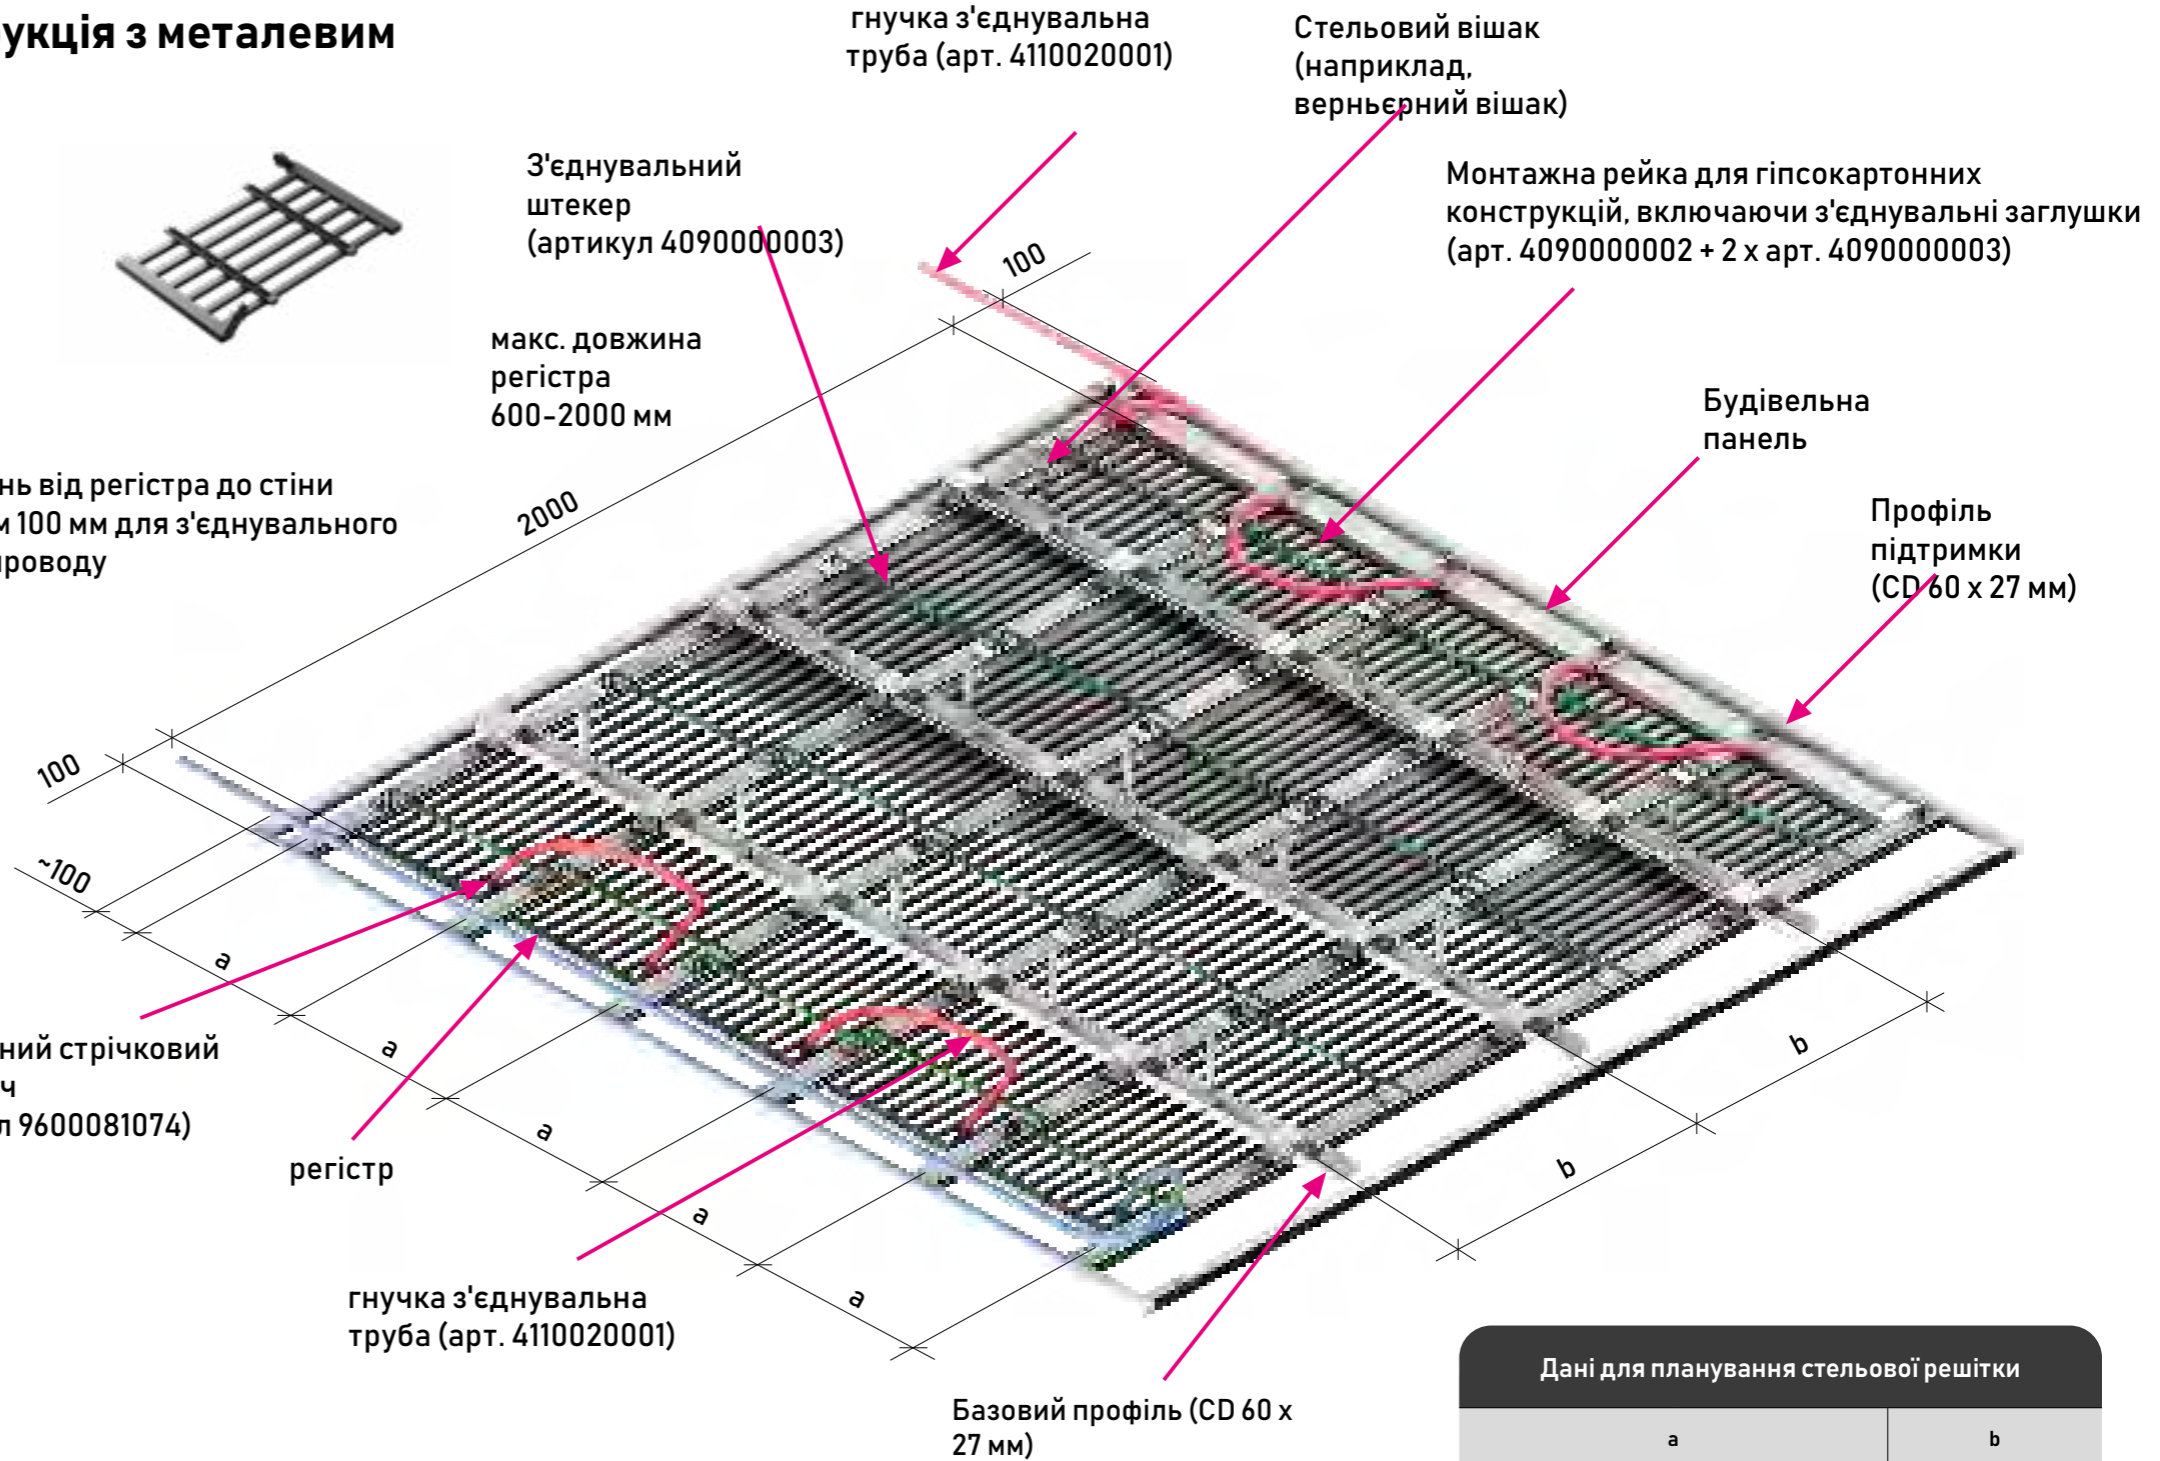 укція з металевим
гнучка з'єднувальна
труба (арт. 4110020001)
Стельовий вішак
(наприклад,
верньєрний вішак)
З'єднувальний
штекер
(артикул 4090000003)
Монтажна рейка для гіпсокартонних
конструкцій, включаючи з'єднувальні заглушки
(арт. 4090000002 + 2 x арт. 4090000003)
100
макс. довжина
регістра
600-2000 мм
Будівельна
панель
нь від регістра до стіни
м 100 мм для з'єднувального
проводу
2000
Профіль
підтримки
(CD 60 x 27 мм)
100
~100
a
a
a
a
a
b
b
ний стрічковий
ч
л 9600081074)
регістр
гнучка з'єднувальна
труба (арт. 4110020001)
Базовий профіль (CD 60 x
27 мм)
Дані для планування стельової решітки
a b